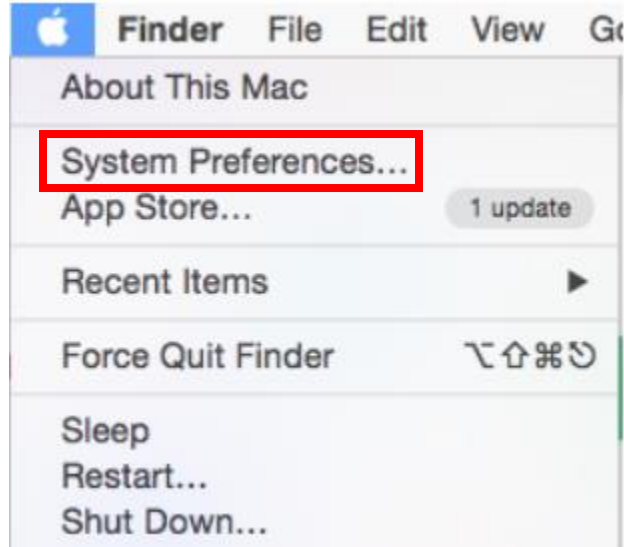 Finder File Edit View
About This Mac
System Preferences...
App Store... 1 update
Recent Items ▶
Force Quit Finder ⌥⇧⌘⎋
Sleep
Restart...
Shut Down...